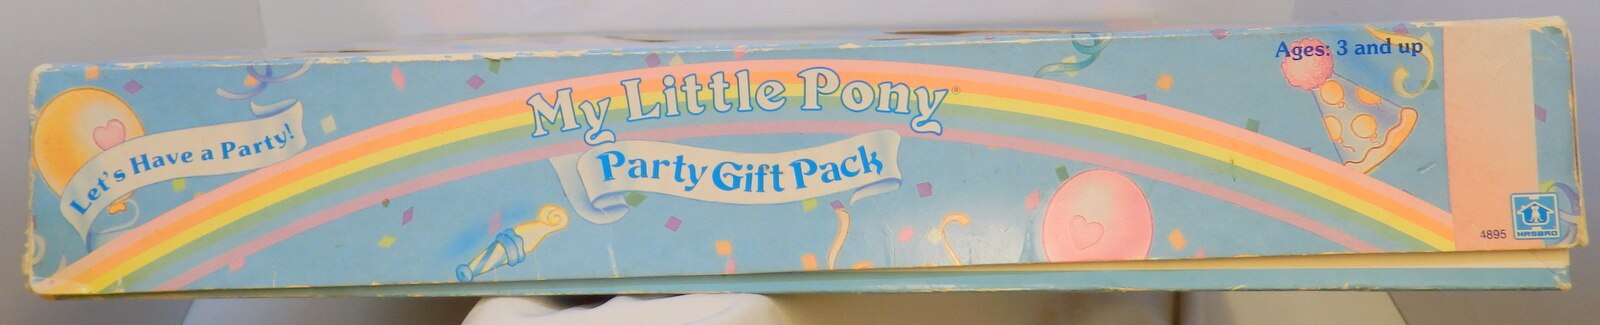 Let's Have a Party!
My Little Pony®
Party Gift Pack
Ages: 3 and up
4895
HASBRO